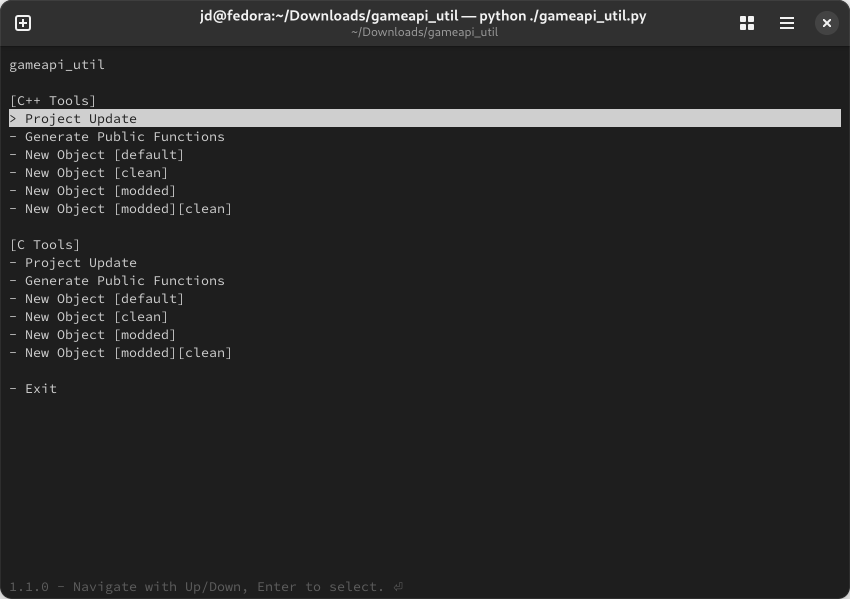 jd@fedora:~/Downloads/gameapi_util — python ./gameapi_util.py
~/Downloads/gameapi_util
gameapi_util
[C++ Tools]
> Project Update
- Generate Public Functions
- New Object [default]
- New Object [clean]
- New Object [modded]
- New Object [modded][clean]
[C Tools]
- Project Update
- Generate Public Functions
- New Object [default]
- New Object [clean]
- New Object [modded]
- New Object [modded][clean]
- Exit
1.1.0 - Navigate with Up/Down, Enter to select. ⏎